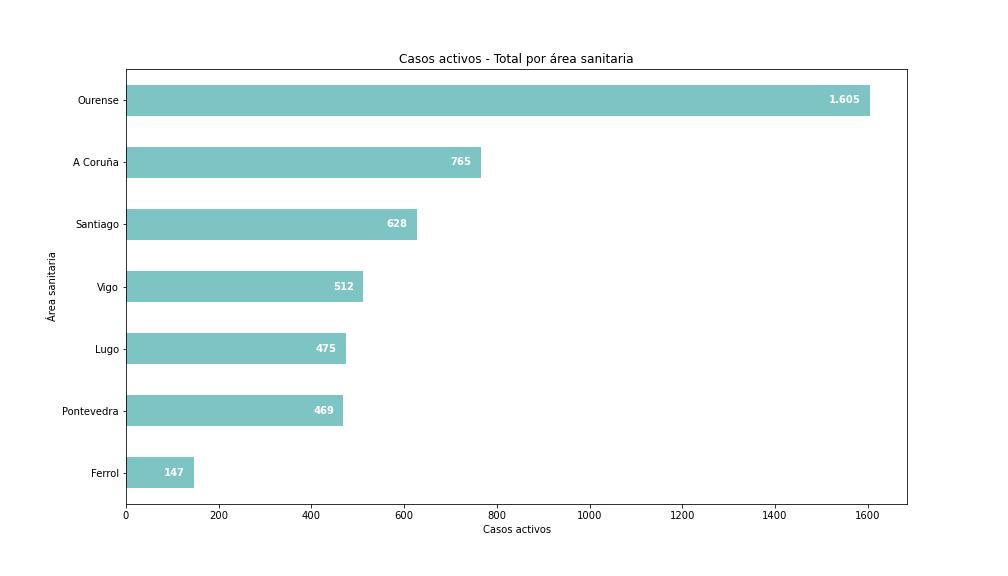 Casos activos - Total por área sanitaria
Ourense
1.605
A Coruña
765
Santiago
628
Vigo
512
Lugo
475
Pontevedra
469
Ferrol
147
Área sanitaria
0 200 400 600 800 1000 1200 1400 1600
Casos activos